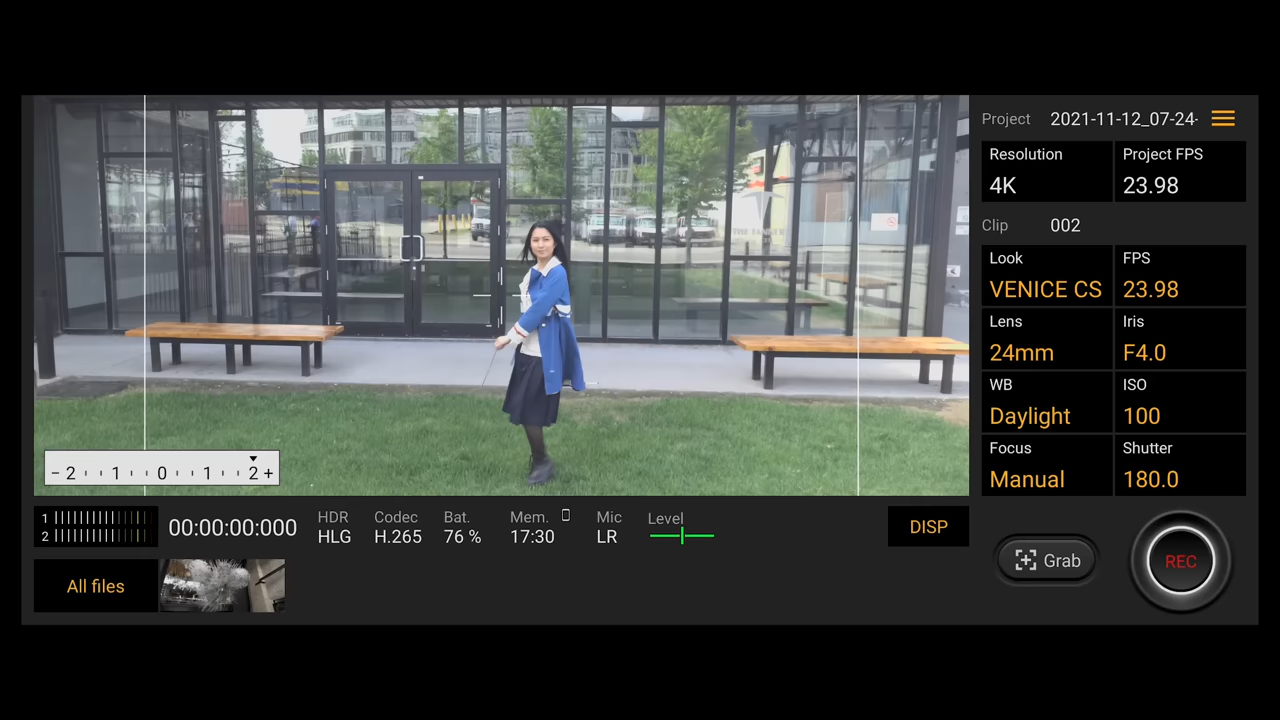 Project 2021-11-12_07-24-
Resolution Project FPS
4K 23.98
Clip 002
Look FPS
VENICE CS 23.98
Lens Iris
24mm F4.0
WB ISO
Daylight 100
Focus Shutter
Manual 180.0
− 2 1 0 1 2 +
1
2
00:00:00:000
HDR Codec Bat. Mem. Mic Level
HLG H.265 76 % 17:30 LR
DISP
All files
Grab
REC